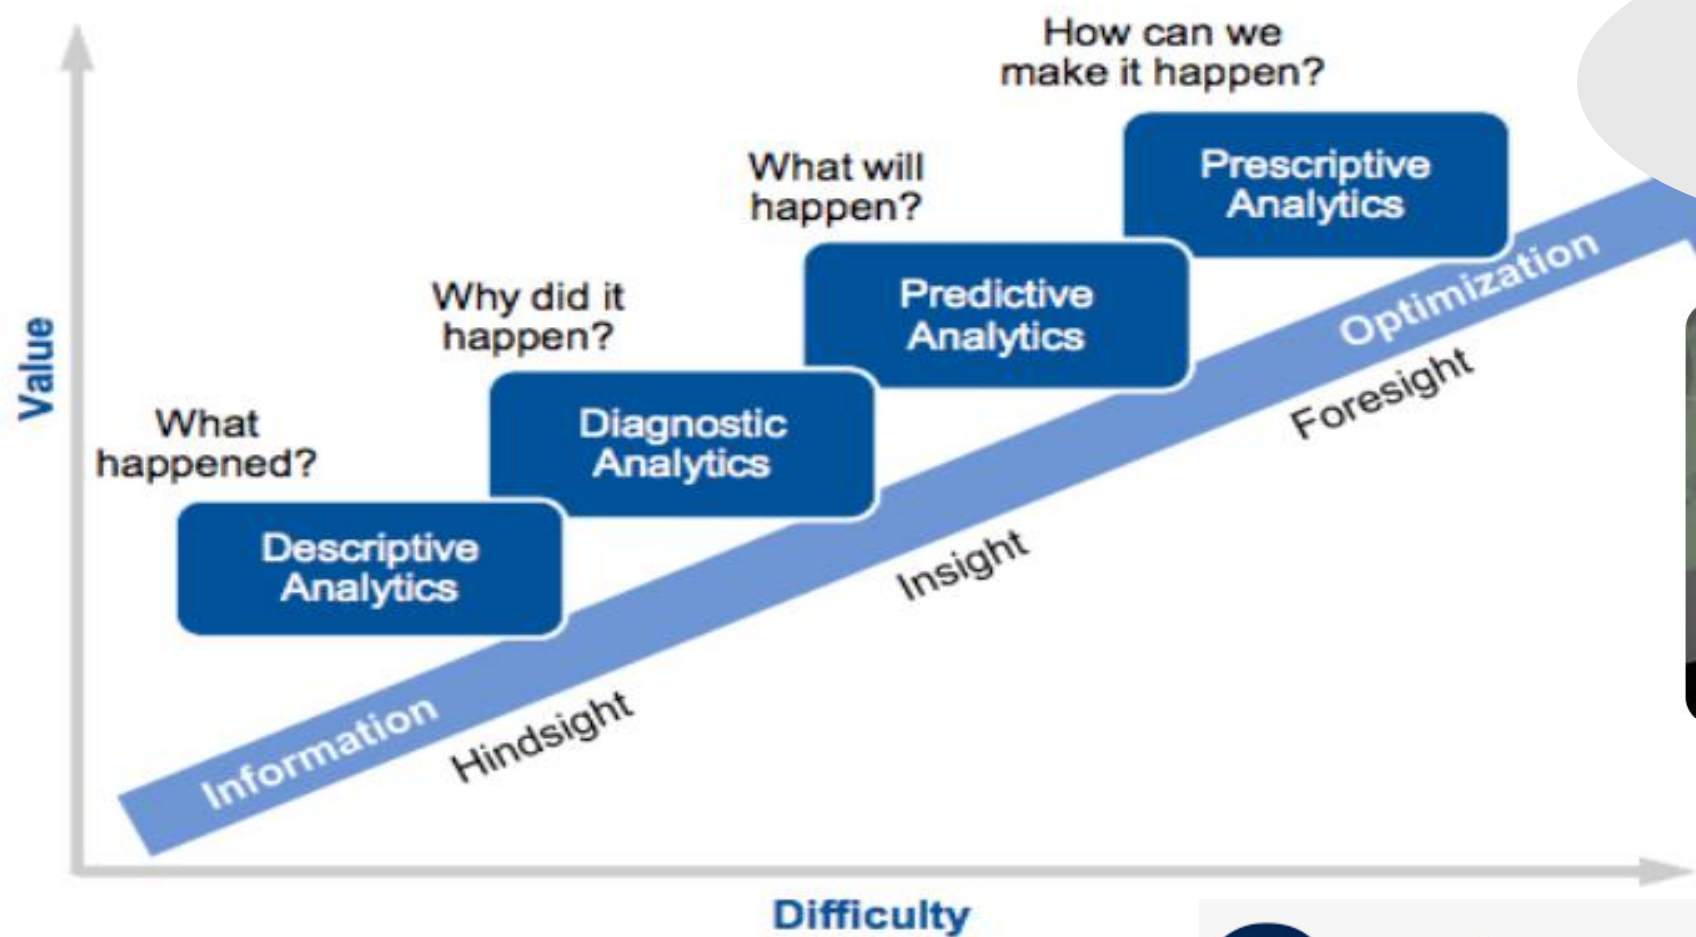 How can we
make it happen?
Prescriptive
Analytics
What will
happen?
Predictive
Analytics
Why did it
happen?
Diagnostic
Analytics
What
happened?
Descriptive
Analytics
Value
Information
Hindsight
Insight
Foresight
Optimization
Difficulty